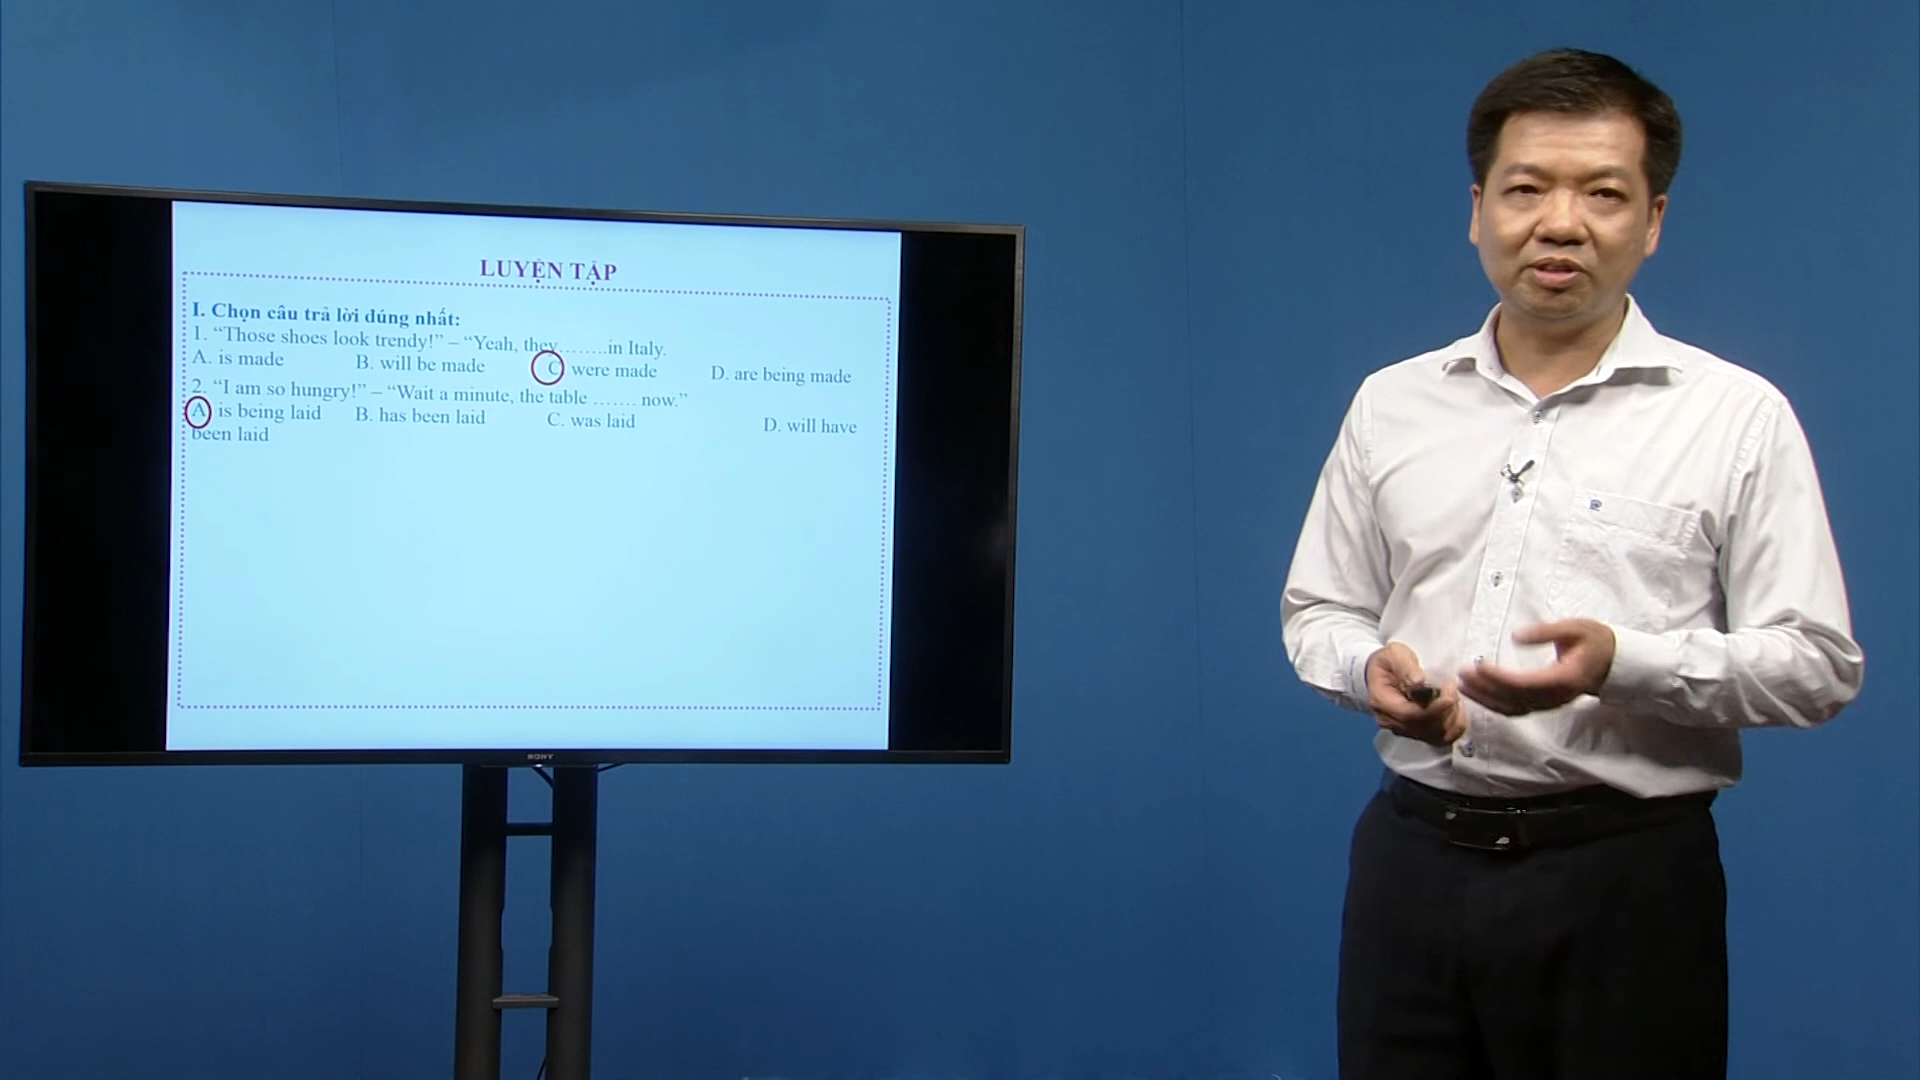 LUYỆN TẬP
I. Chọn câu trả lời đúng nhất:
1. “Those shoes look trendy!” – “Yeah, they……..in Italy.
A. is made B. will be made C. were made D. are being made
2. “I am so hungry!” – “Wait a minute, the table ……. now.”
A. is being laid B. has been laid C. was laid D. will have
been laid
SONY